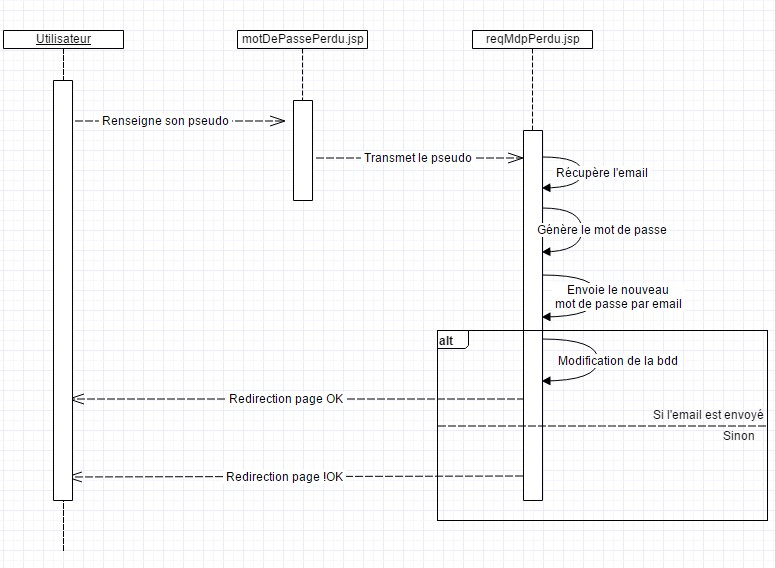 Utilisateur
motDePassePerdu.jsp
reqMdpPerdu.jsp
Renseigne son pseudo
Transmet le pseudo
Récupère l'email
Génère le mot de passe
Envoie le nouveau
mot de passe par email
alt
Modification de la bdd
Redirection page OK
Si l'email est envoyé
Sinon
Redirection page !OK